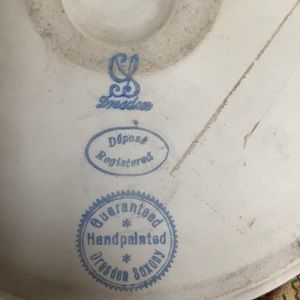 Dresden
Déposé
Registered
Guaranteed
Handpainted
Dresden Saxony